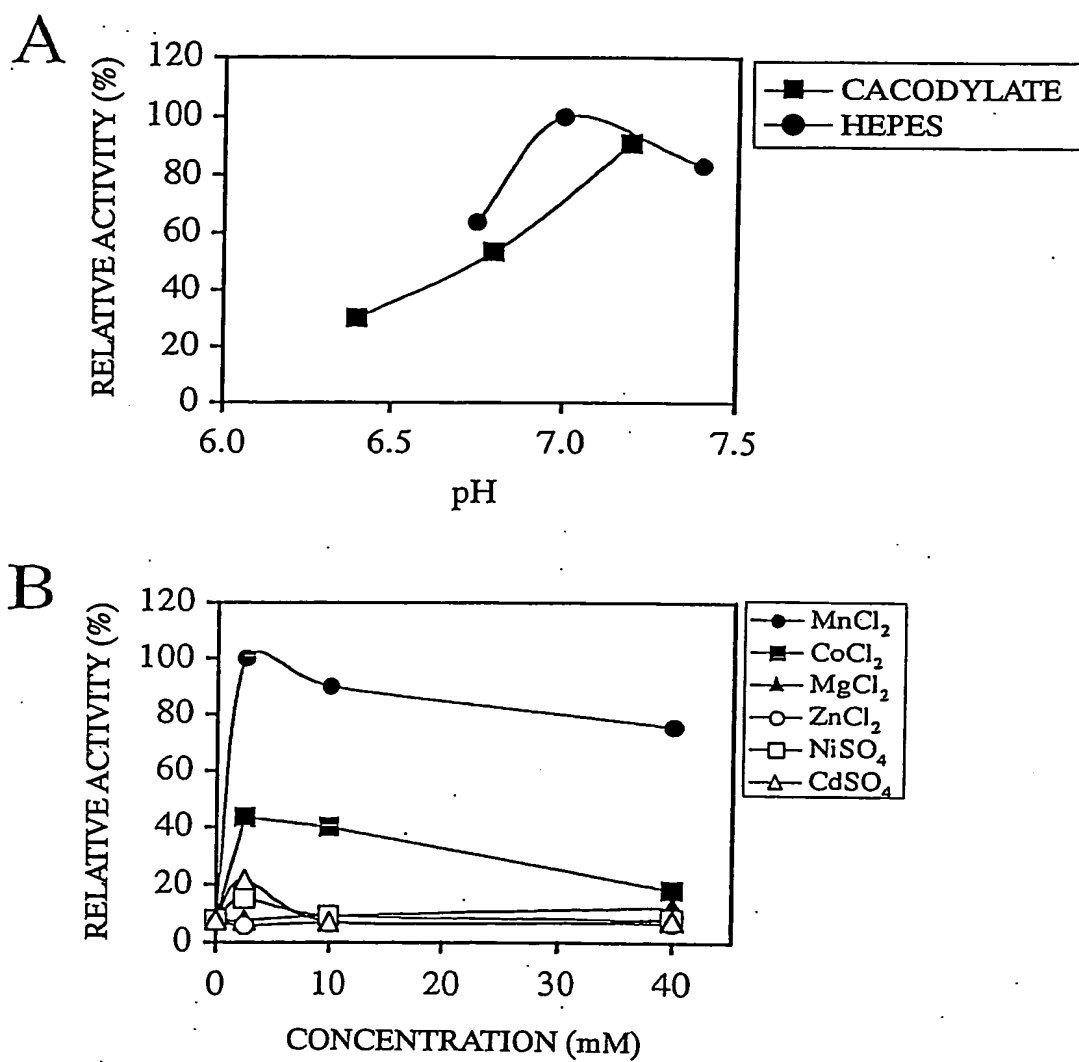 A
RELATIVE ACTIVITY (%)
120
100
80
60
40
20
0
6.0 6.5 7.0 7.5
pH
CACODYLATE
HEPES
B
RELATIVE ACTIVITY (%)
120
100
80
60
40
20
0
0 10 20 30 40
CONCENTRATION (mM)
MnCl₂
CoCl₂
MgCl₂
ZnCl₂
NiSO₄
CdSO₄